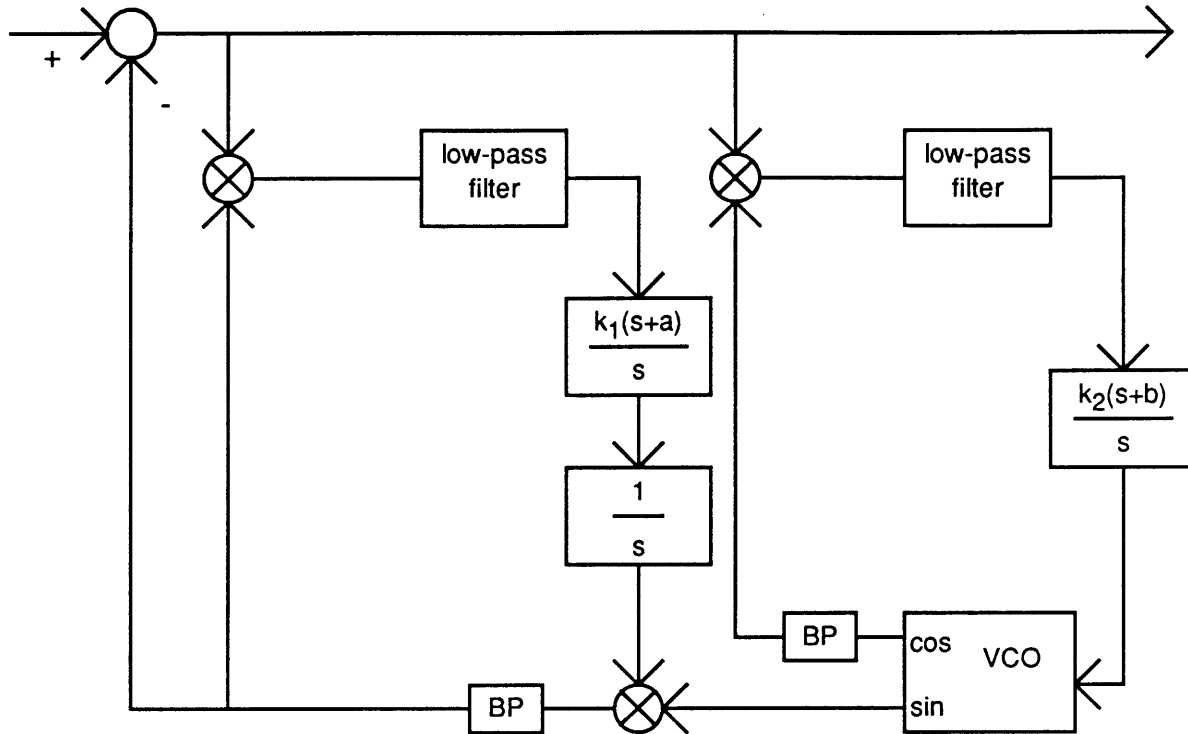 +
-
low-pass
filter
low-pass
filter
k1(s+a)
s
k2(s+b)
s
1
s
BP
cos
VCO
BP
sin